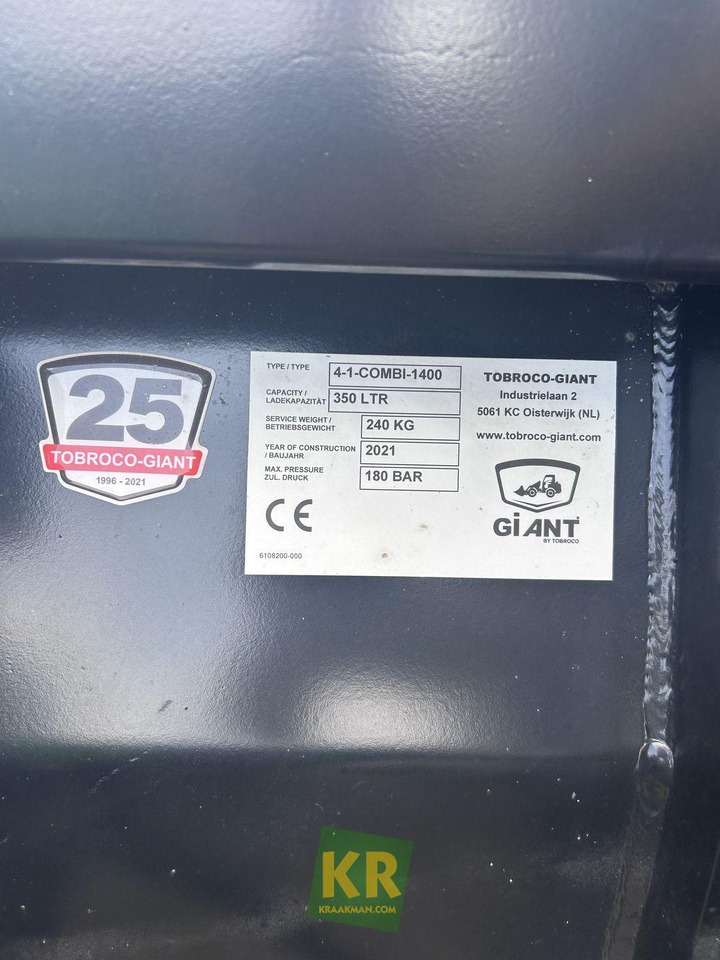 25
TOBROCO-GIANT
1996 - 2021
TYPE / TYPE 4-1-COMBI-1400
CAPACITY /
LADEKAPAZITÄT 350 LTR
SERVICE WEIGHT /
BETRIEBSGEWICHT 240 KG
YEAR OF CONSTRUCTION
/ BAUJAHR 2021
MAX. PRESSURE
ZUL. DRUCK 180 BAR
CE
6108200-000
TOBROCO-GIANT
Industrielaan 2
5061 KC Oisterwijk (NL)
www.tobroco-giant.com
GiANT
BY TOBROCO
KR
KRAAKMAN.COM